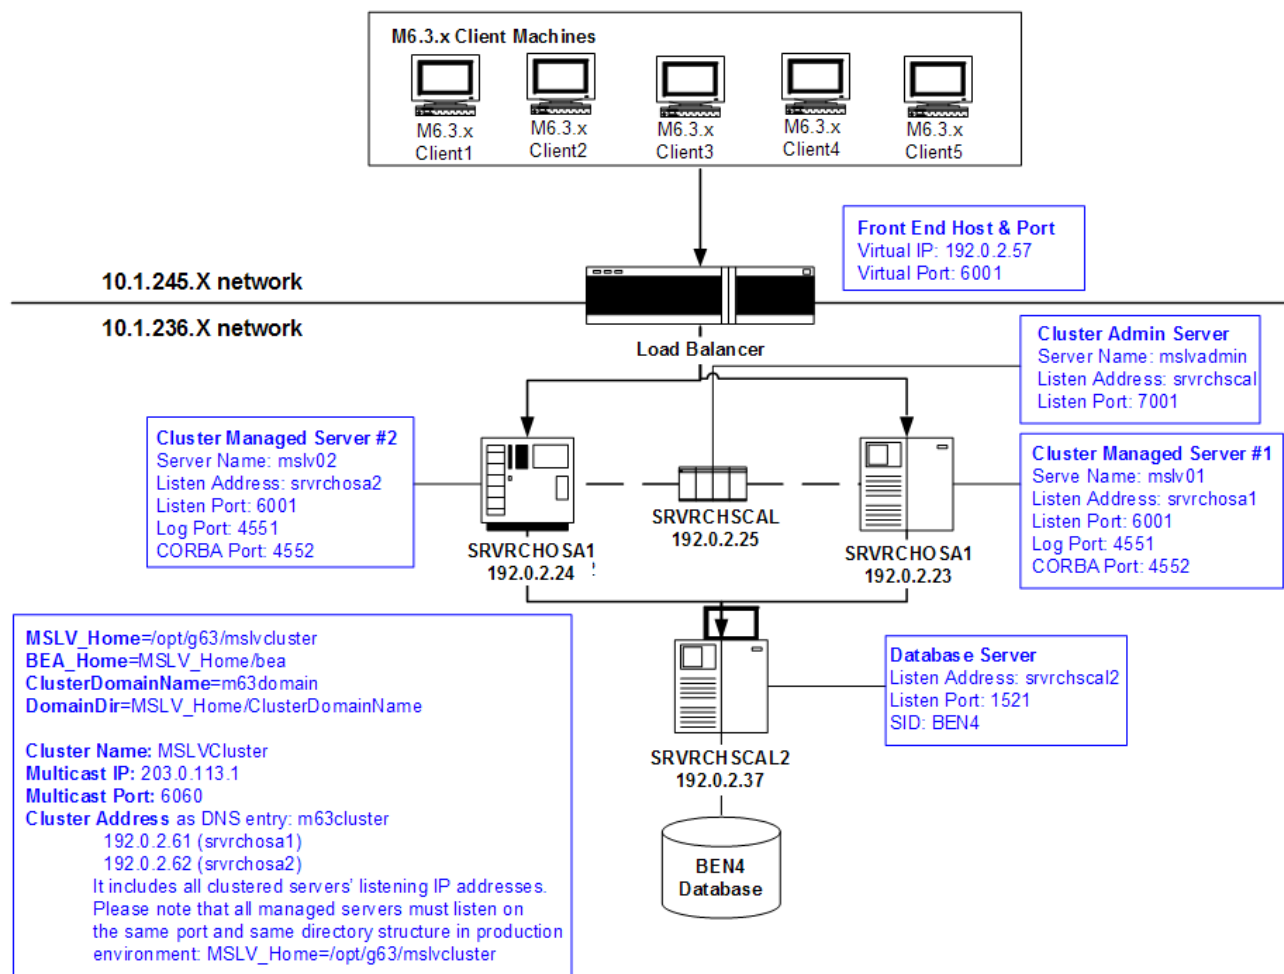 M6.3.x Client Machines
M6.3.x
Client1
M6.3.x
Client2
M6.3.x
Client3
M6.3.x
Client4
M6.3.x
Client5
Front End Host & Port
Virtual IP: 192.0.2.57
Virtual Port: 6001
10.1.245.X network
10.1.236.X network
Load Balancer
Cluster Admin Server
Server Name: mslvadmin
Listen Address: srvrchscal
Listen Port: 7001
Cluster Managed Server #2
Server Name: mslv02
Listen Address: srvrchosa2
Listen Port: 6001
Log Port: 4551
CORBA Port: 4552
Cluster Managed Server #1
Serve Name: mslv01
Listen Address: srvrchosa1
Listen Port: 6001
Log Port: 4551
CORBA Port: 4552
SRVRCHOSA1
192.0.2.24
SRVRCHSCAL
192.0.2.25
SRVRCHOSA1
192.0.2.23
MSLV_Home=/opt/g63/mslvcluster
BEA_Home=MSLV_Home/bea
ClusterDomainName=m63domain
DomainDir=MSLV_Home/ClusterDomainName
Cluster Name: MSLVCluster
Multicast IP: 203.0.113.1
Multicast Port: 6060
Cluster Address as DNS entry: m63cluster
192.0.2.61 (srvrchosa1)
192.0.2.62 (srvrchosa2)
It includes all clustered servers' listening IP addresses.
Please note that all managed servers must listen on
the same port and same directory structure in production
environment: MSLV_Home=/opt/g63/mslvcluster
Database Server
Listen Address: srvrchscal2
Listen Port: 1521
SID: BEN4
SRVRCHSCAL2
192.0.2.37
BEN4
Database